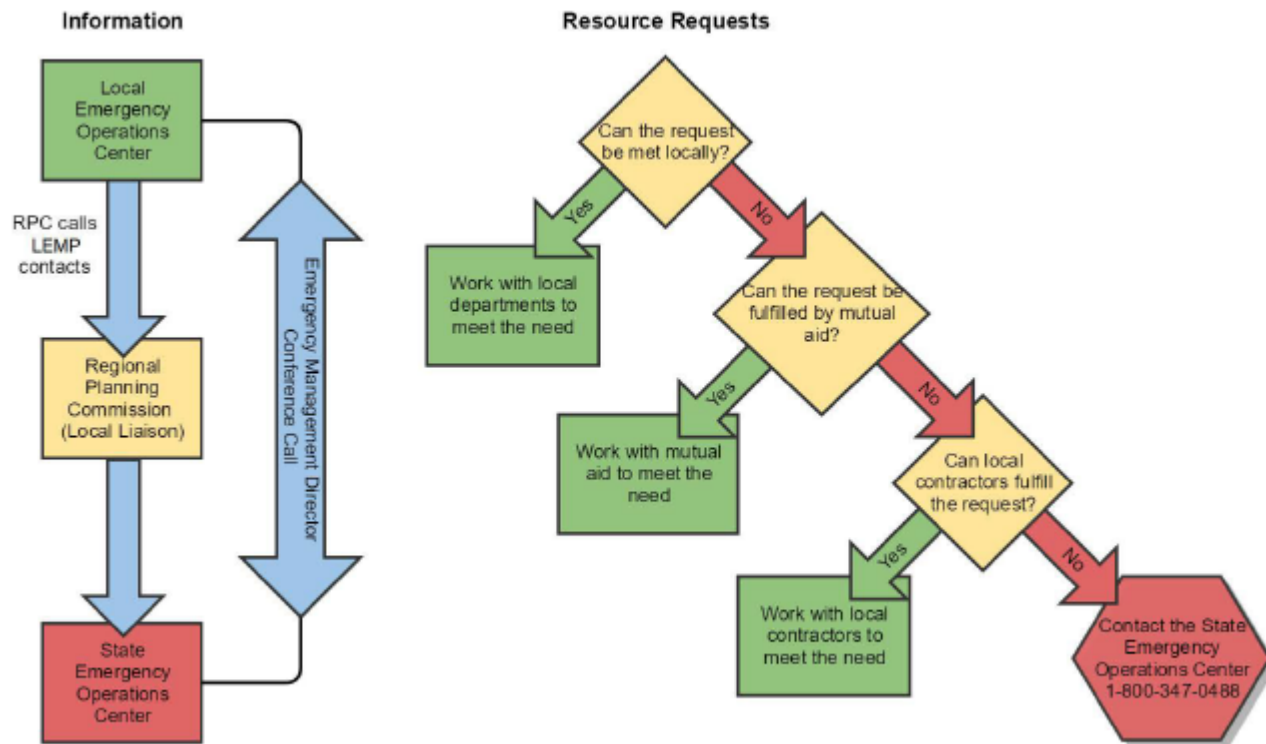 Information
Local
Emergency
Operations
Center
RPC calls
LEMP
contacts
Emergency Management Director
Conference Call
Regional
Planning
Commission
(Local Liaison)
State
Emergency
Operations
Center
Resource Requests
Can the request
be met locally?
Yes
No
Work with local
departments to
meet the need
Can the request be
fulfilled by mutual
aid?
Yes
No
Work with mutual
aid to meet the
need
Can local
contractors fulfill
the request?
Yes
No
Work with local
contractors to
meet the need
Contact the State
Emergency
Operations Center
1-800-347-0488